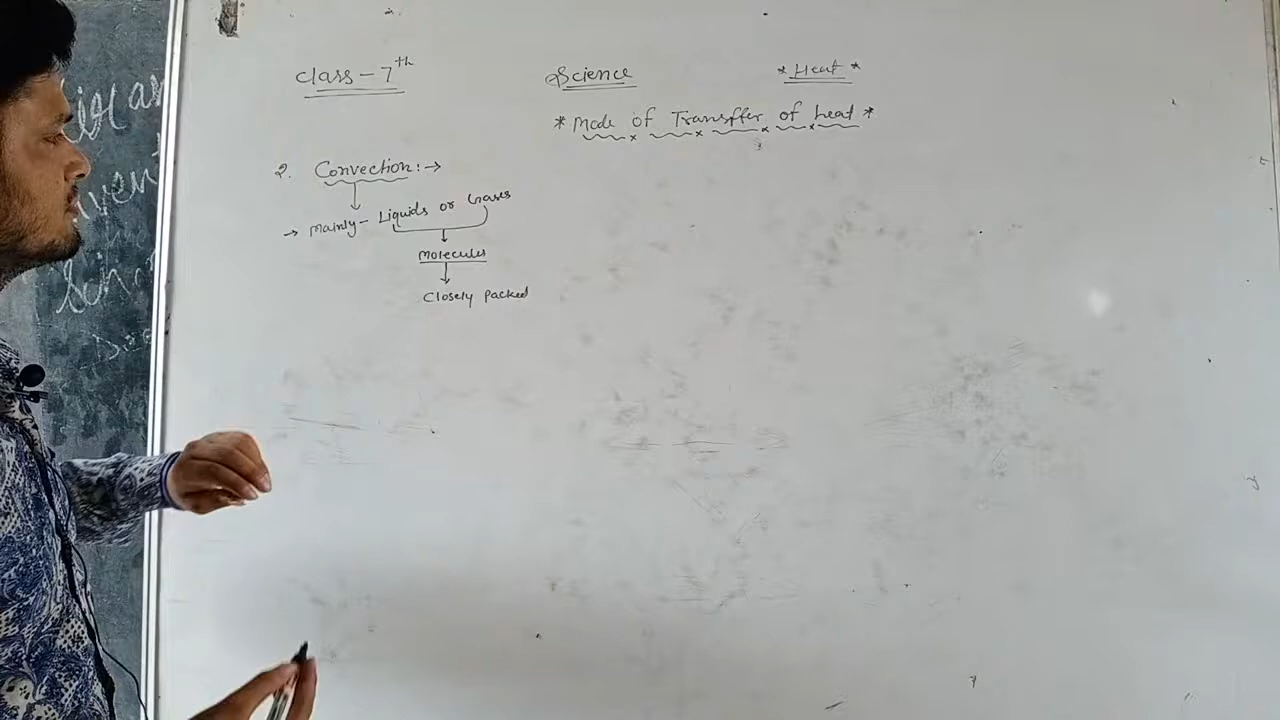 Class - 7th Science * Heat *
* Mode of Transffer of heat *
2. Convection :→
→ Mainly - Liquids or Gases
Molecules
Closely Packed